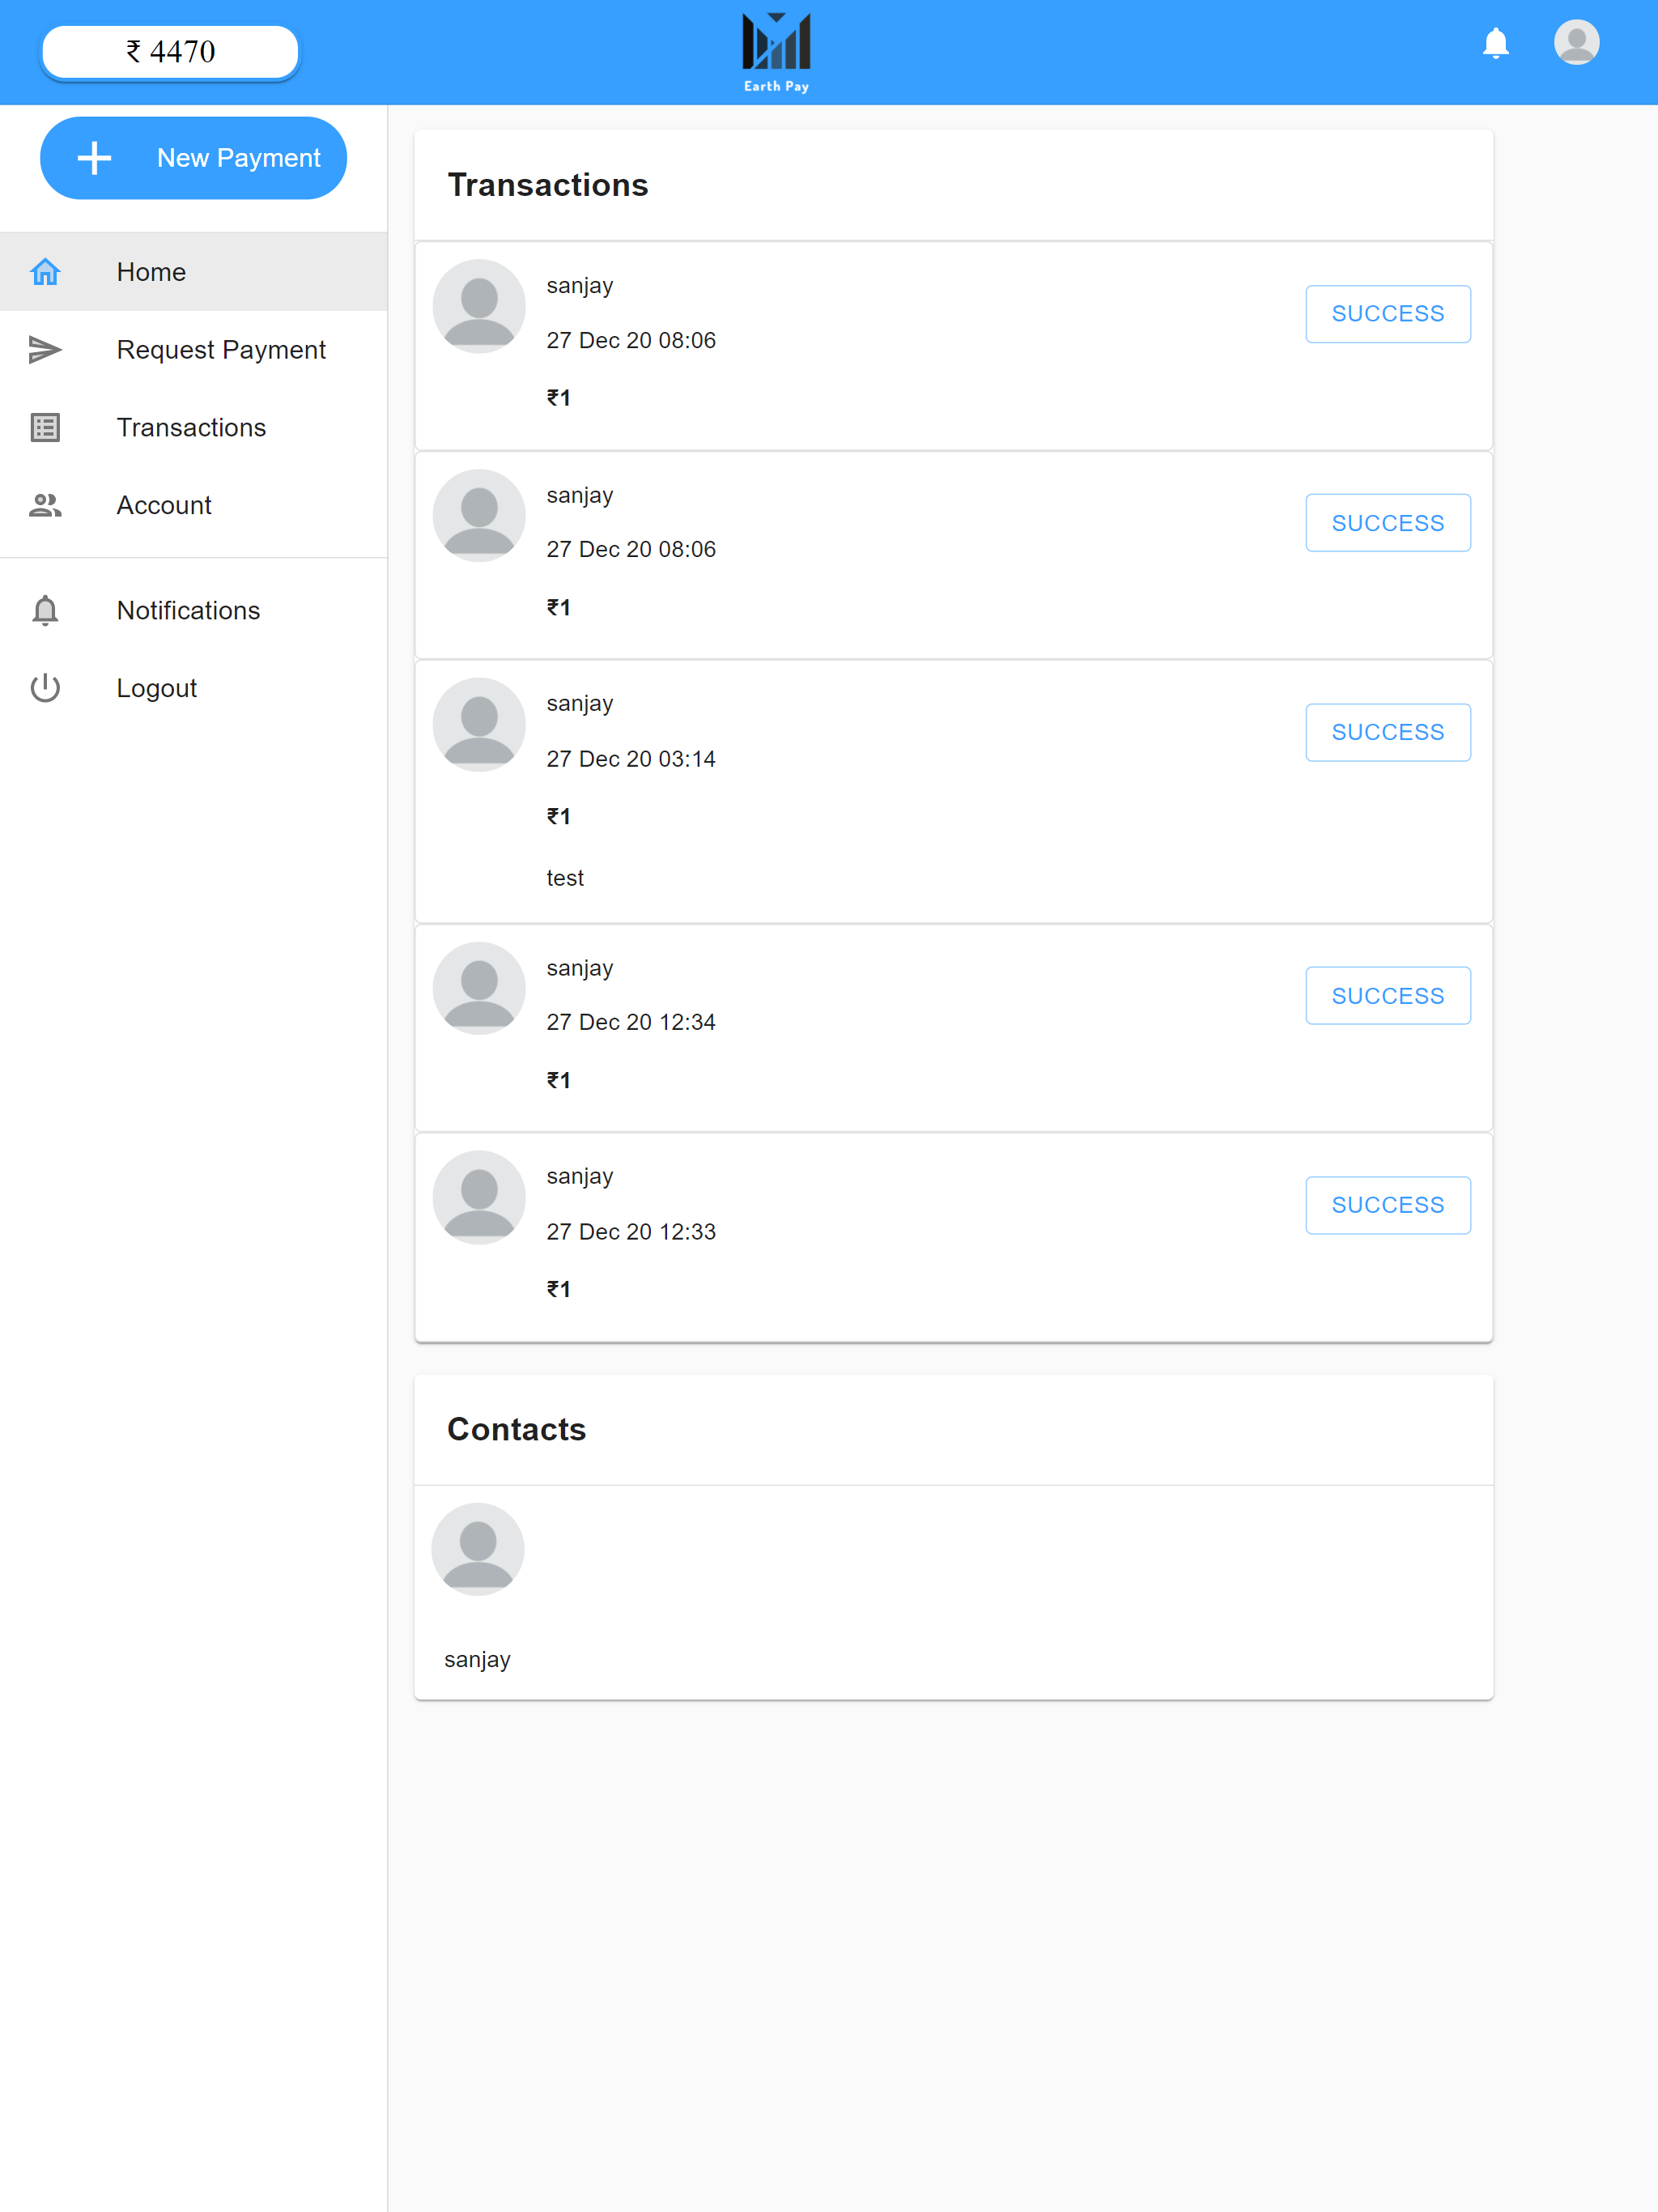 ₹ 4470
Earth Pay
New Payment
Home
Request Payment
Transactions
Account
Notifications
Logout
Transactions
sanjay
27 Dec 20 08:06
₹1
SUCCESS
sanjay
27 Dec 20 08:06
₹1
SUCCESS
sanjay
27 Dec 20 03:14
₹1
test
SUCCESS
sanjay
27 Dec 20 12:34
₹1
SUCCESS
sanjay
27 Dec 20 12:33
₹1
SUCCESS
Contacts
sanjay